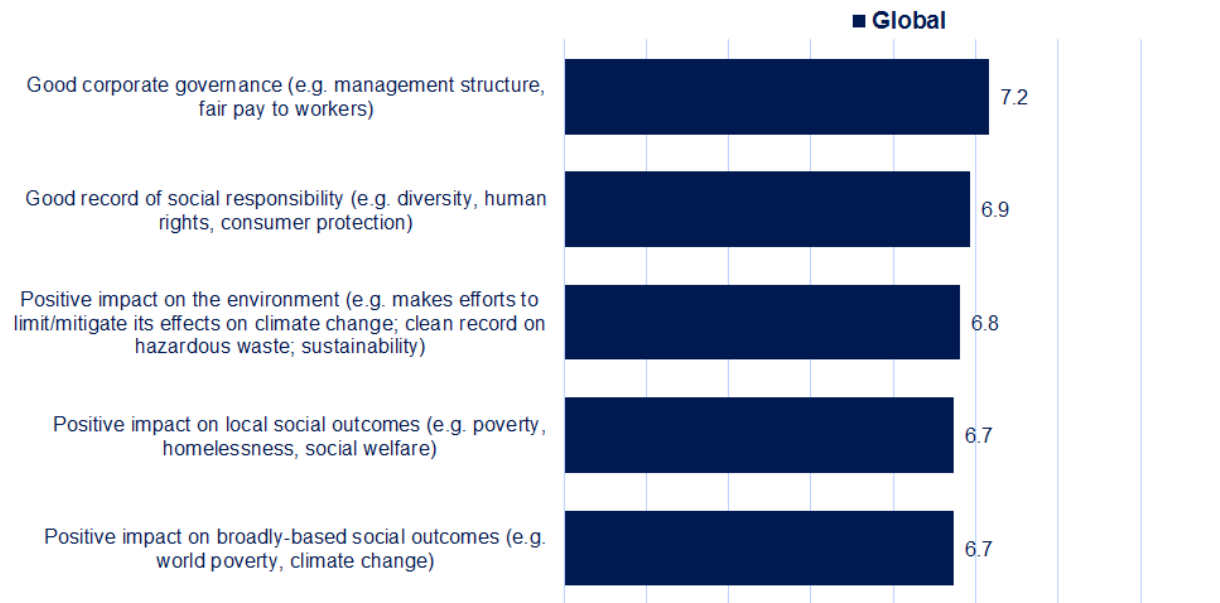 Global
Good corporate governance (e.g. management structure,
fair pay to workers)
7.2
Good record of social responsibility (e.g. diversity, human
rights, consumer protection)
6.9
Positive impact on the environment (e.g. makes efforts to
limit/mitigate its effects on climate change; clean record on
hazardous waste; sustainability)
6.8
Positive impact on local social outcomes (e.g. poverty,
homelessness, social welfare)
6.7
Positive impact on broadly-based social outcomes (e.g.
world poverty, climate change)
6.7